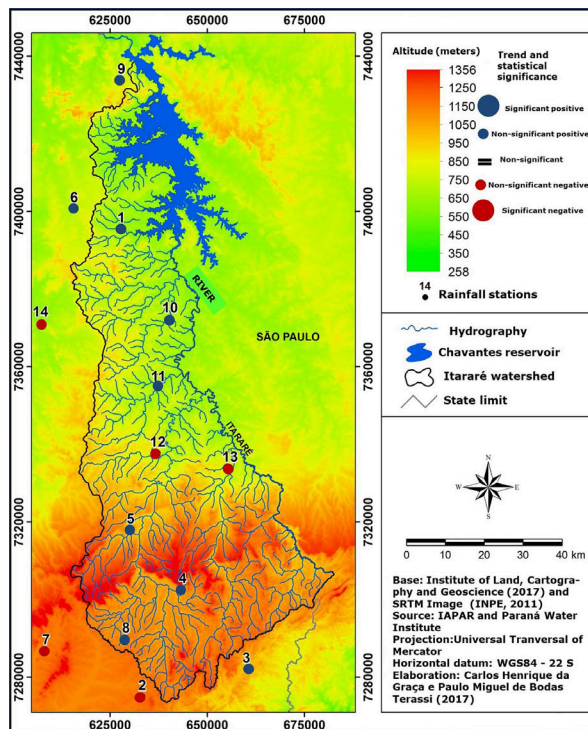 625000 650000 675000
7440000
7400000
7360000
7320000
7280000
9
6
1
14
10
11
12
13
5
4
8
7
3
2
RIVER
SÃO PAULO
ITARARÉ
7440000
7400000
7360000
7320000
7280000
625000 650000 675000
Altitude (meters)
1356
1250
1150
1050
950
850
750
650
550
450
258
Trend and
statistical
significance
Significant positive
Non-significant positive
Non-significant
Non-significant negative
Significant negative
14
Rainfall stations
Hydrography
Chavantes reservoir
Itararé watershed
State limit
N
W E
S
0 10 20 30 40
km
Base: Institute of Land, Cartogra-
phy and Geoscience (2017) and
SRTM Image (INPE, 2011)
Source: IAPAR and Paraná Water
Institute
Projection:Universal Tranversal of
Mercator
Horizontal datum: WGS84 - 22 S
Elaboration: Carlos Henrique da
Graça e Paulo Miguel de Bodas
Terassi (2017)